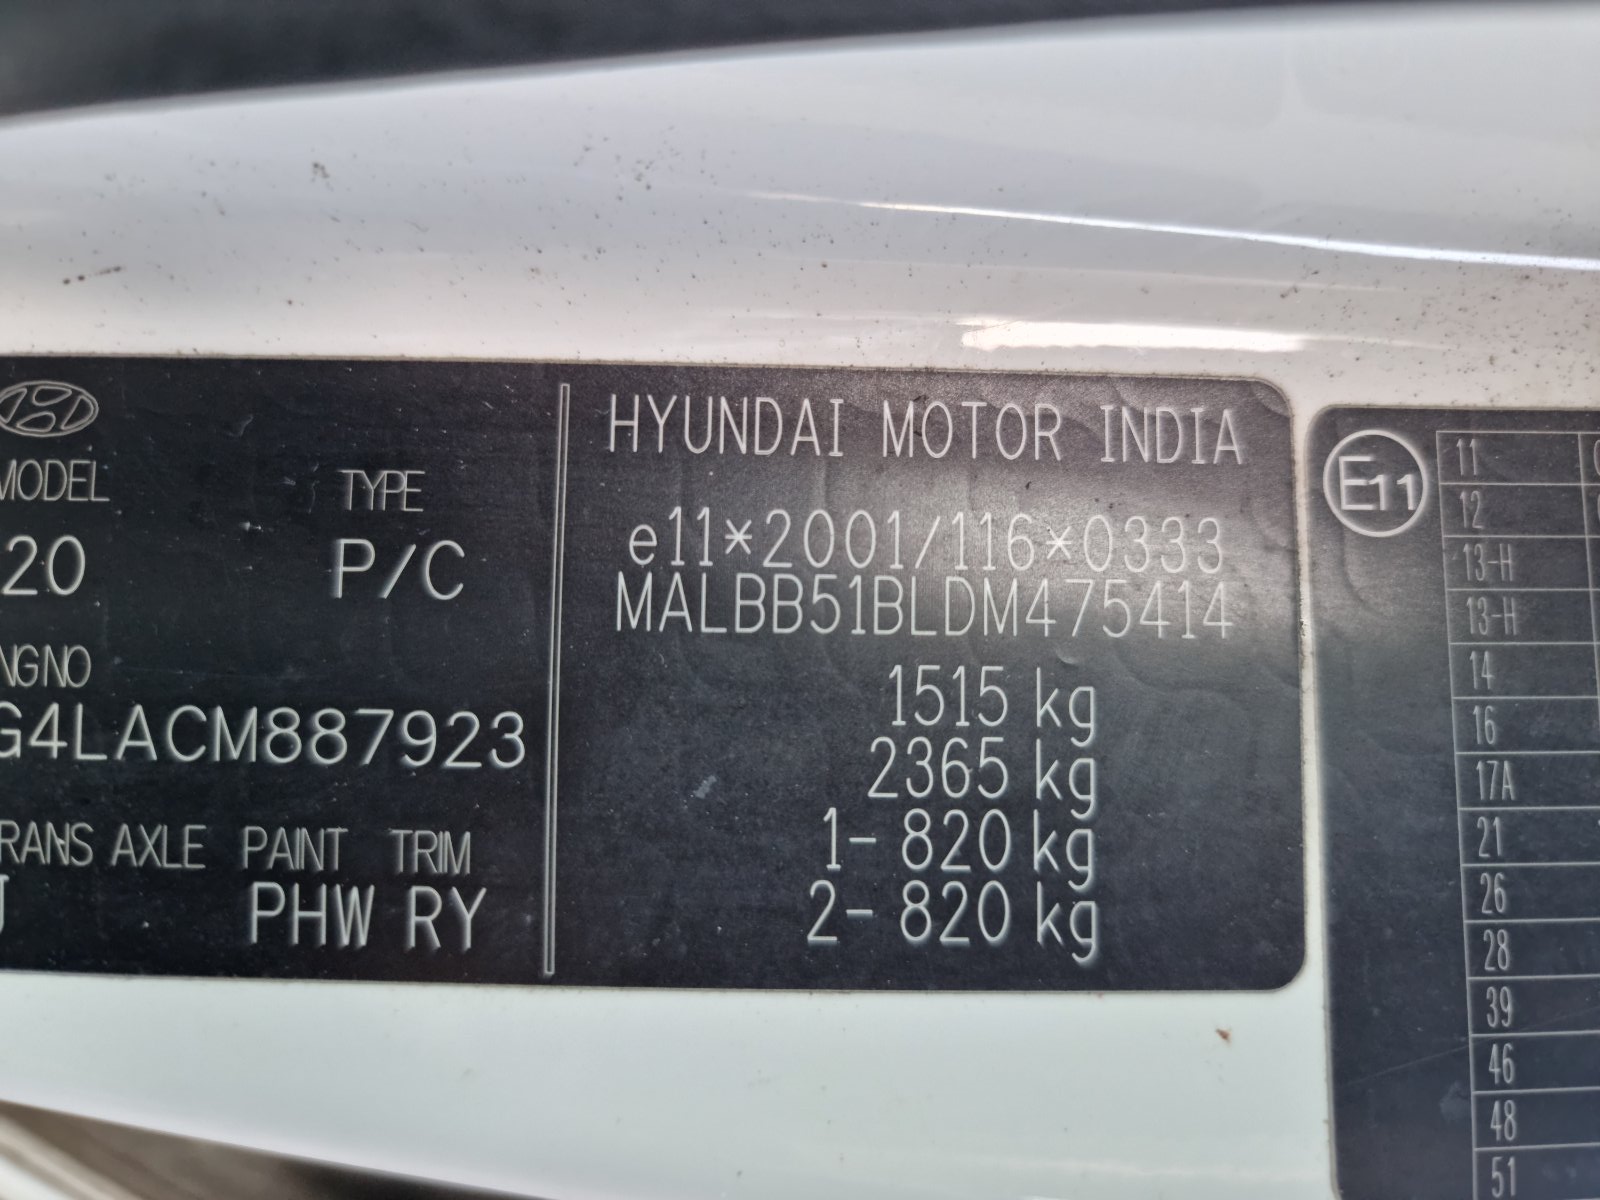 MODEL TYPE
20 P/C
NGNO
G4LACM887923
RANS AXLE PAINT TRIM
PHW RY
HYUNDAI MOTOR INDIA
e11*2001/116*0333
MALBB51BLDM475414
1515 kg
2365 kg
1- 820 kg
2- 820 kg
E11
11
12
13-H
13-H
14
16
17A
21
26
28
39
46
48
51